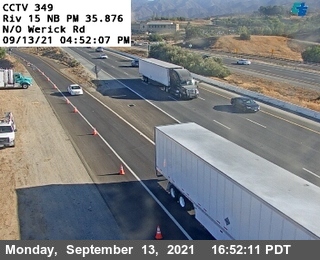 CCTV 349
Riv 15 NB PM 35.876
N/O Werick Rd
09/13/21 04:52:07 PM
Monday, September 13, 2021 16:52:11 PDT